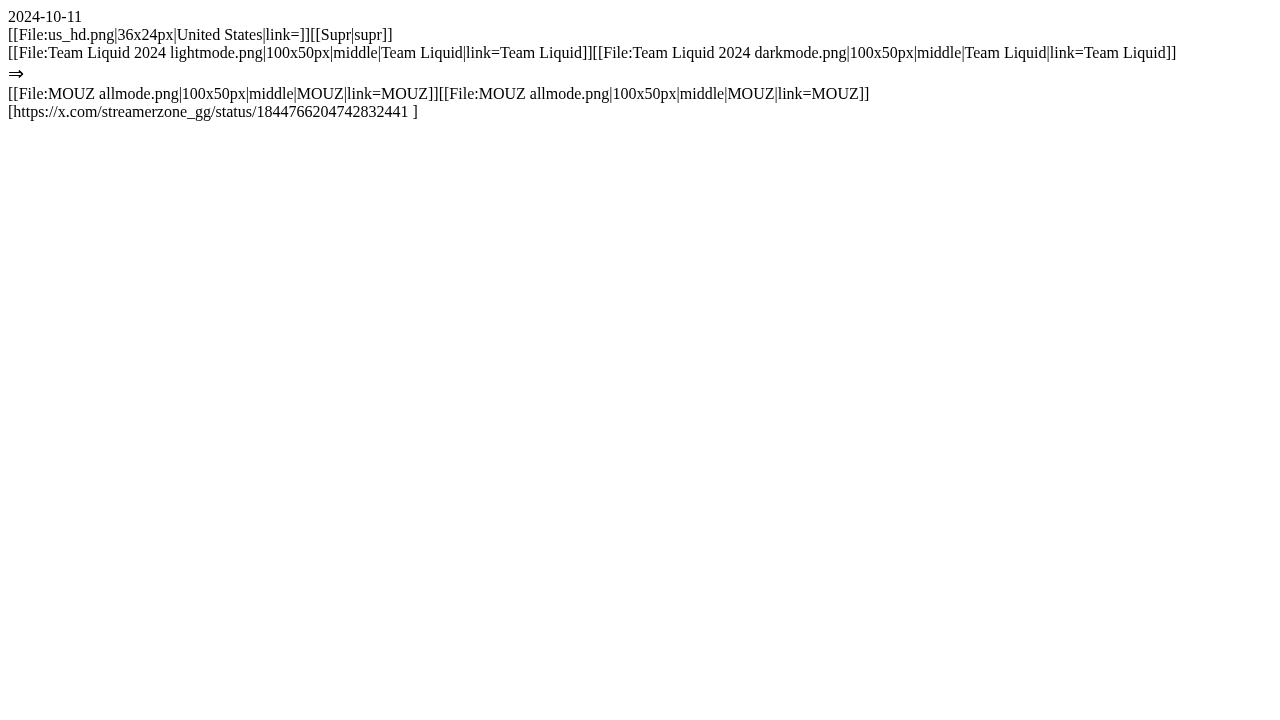 2024-10-11
[[File:us_hd.png|36x24px|United States|link=]][[Supr|supr]]
[[File:Team Liquid 2024 lightmode.png|100x50px|middle|Team Liquid|link=Team Liquid]][[File:Team Liquid 2024 darkmode.png|100x50px|middle|Team Liquid|link=Team Liquid]]
⇒
[[File:MOUZ allmode.png|100x50px|middle|MOUZ|link=MOUZ]][[File:MOUZ allmode.png|100x50px|middle|MOUZ|link=MOUZ]]
[https://x.com/streamerzone_gg/status/1844766204742832441 ]